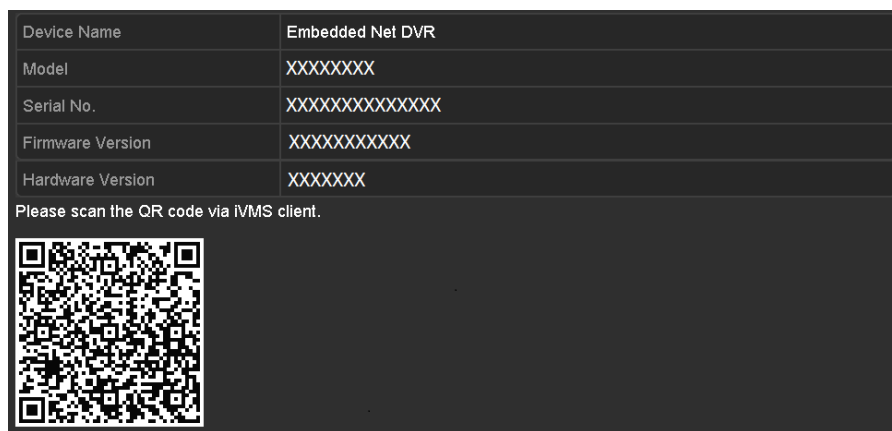 Device Name Embedded Net DVR
Model XXXXXXXX
Serial No. XXXXXXXXXXXXXX
Firmware Version XXXXXXXXXXX
Hardware Version XXXXXXX
Please scan the QR code via iVMS client.